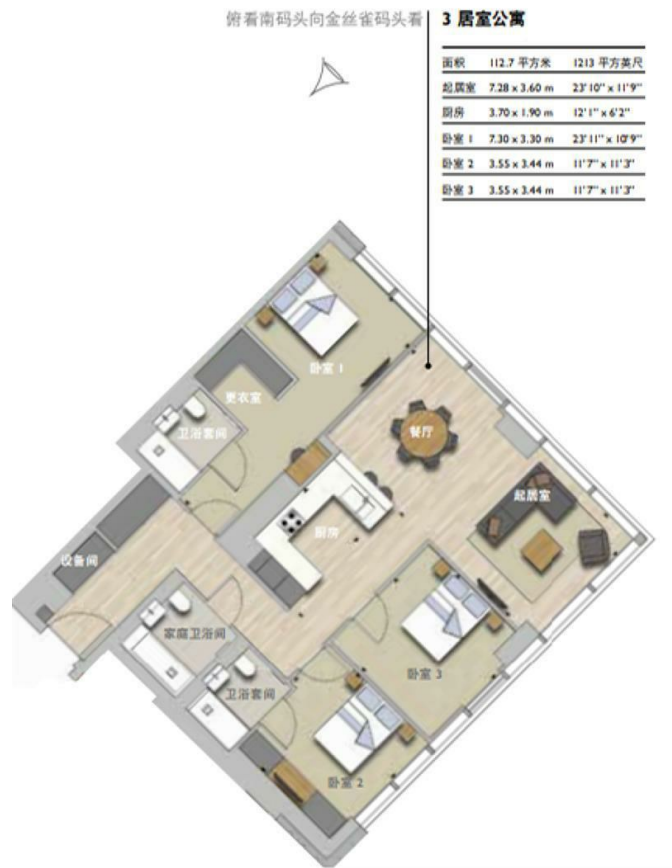 俯看南码头向金丝雀码头看
3 居室公寓
面积 112.7 平方米 1213 平方英尺
起居室 7.28 x 3.60 m 23'10" x 11'9"
厨房 3.70 x 1.90 m 12'1" x 6'2"
卧室 1 7.30 x 3.30 m 23'11" x 10'9"
卧室 2 3.55 x 3.44 m 11'7" x 11'3"
卧室 3 3.55 x 3.44 m 11'7" x 11'3"
卧室 1
更衣室
卫浴套间
餐厅
起居室
厨房
设备间
家庭卫浴间
卧室 3
卫浴套间
卧室 2